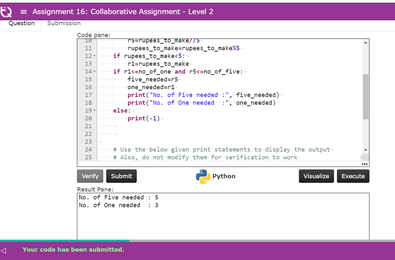 Assignment 16: Collaborative Assignment - Level 2
Question
Submission
Code pane:
10 r5=rupees_to_make//5
11 rupees_to_make=rupees_to_make%5
12 if rupees_to_make<5:
13 r1=rupees_to_make
14 if r1<=no_of_one and r5<=no_of_five:
15 five_needed=r5
16 one_needed=r1
17 print("No. of Five needed :", five_needed)
18 print("No. of One needed  :", one_needed)
19 else:
20 print(-1)
21
22
23
24 # Use the below given print statements to display the output
25 # Also, do not modify them for verification to work
Verify
Submit
Python
Visualize
Execute
Result Pane:
No. of Five needed : 5
No. of One needed  : 3
Your code has been submitted.